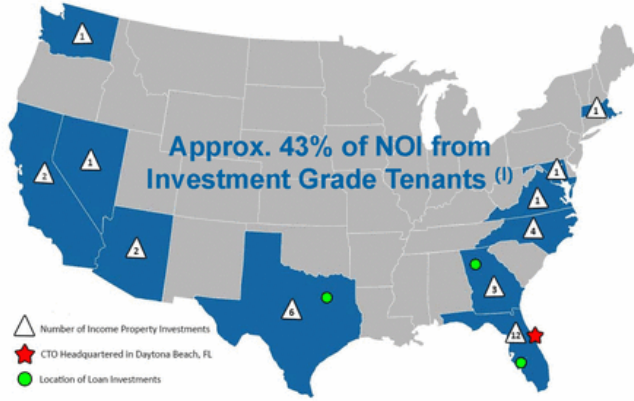 1
1
2
1
Approx. 43% of NOI from
Investment Grade Tenants (I)
1
1
4
2
6
3
12
Number of Income Property Investments
CTO Headquartered in Daytona Beach, FL
Location of Loan Investments